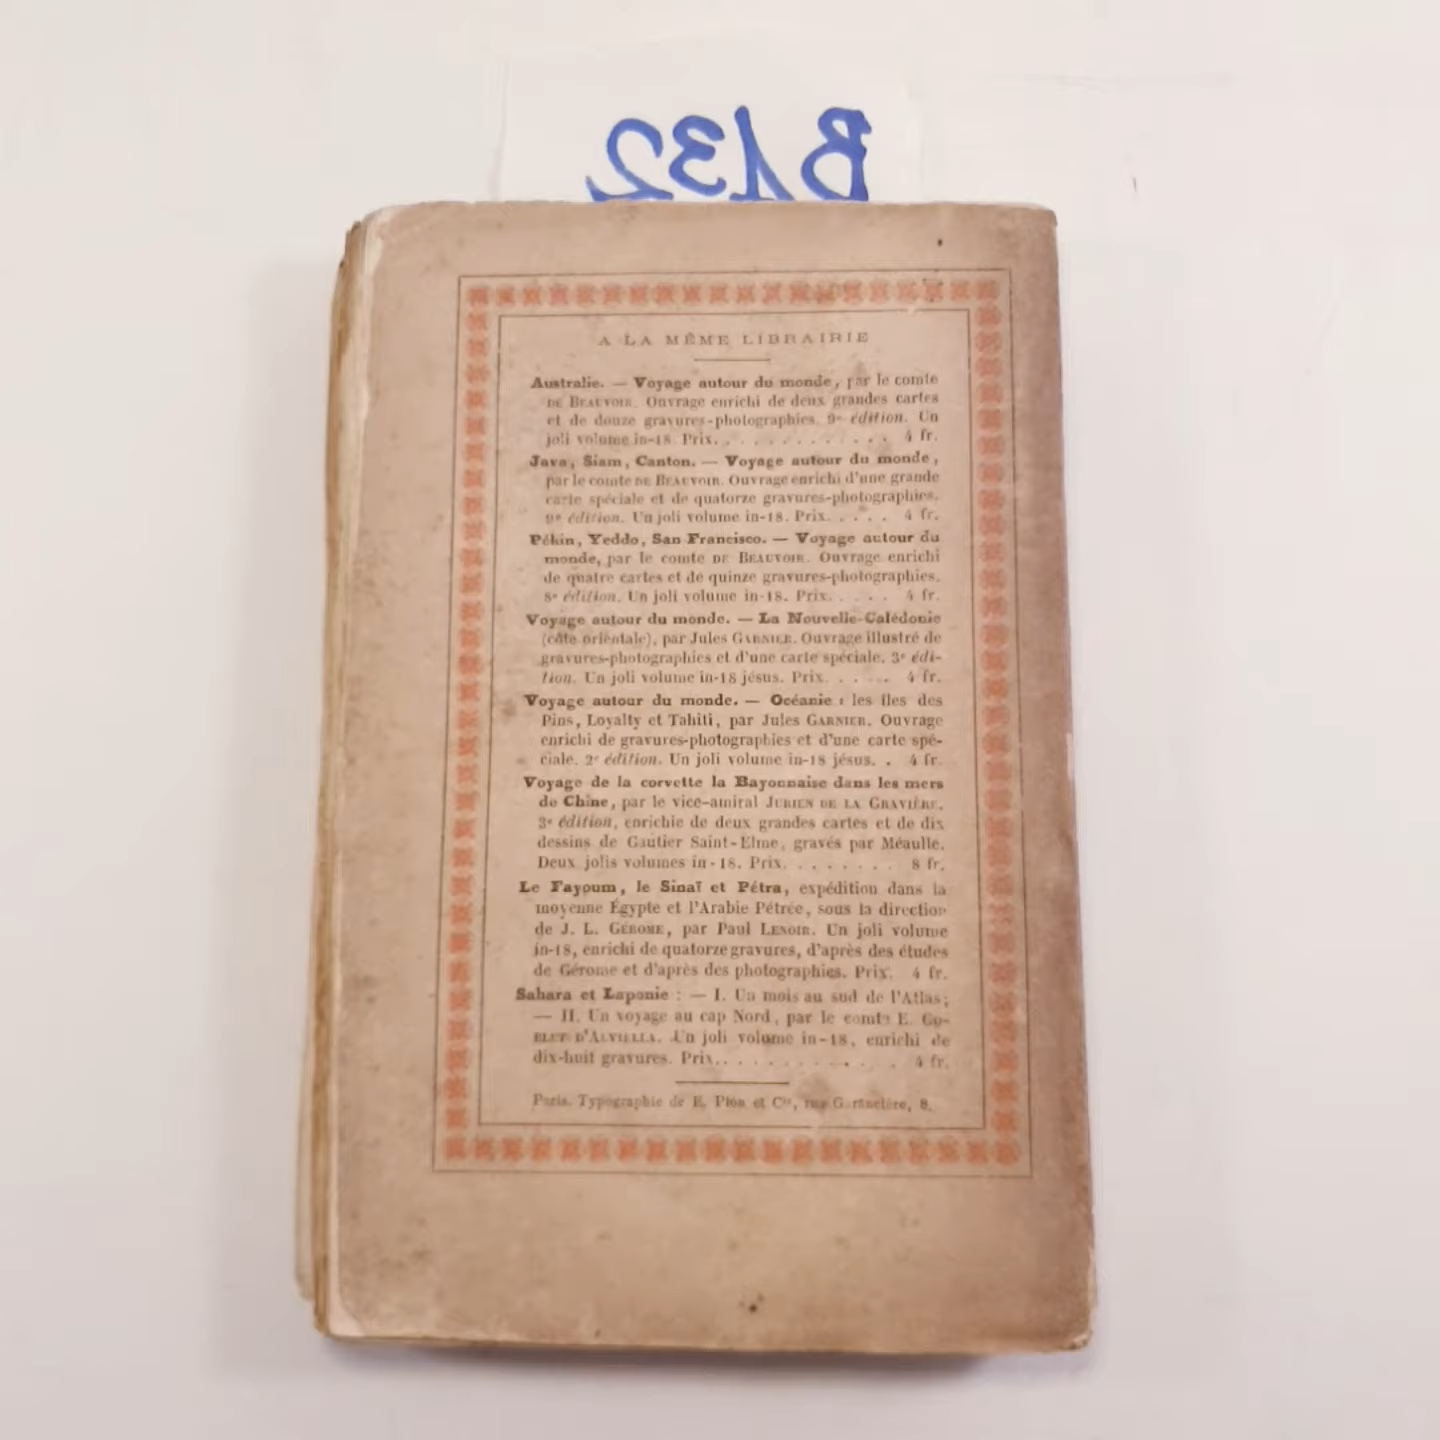 B132
A LA MÊME LIBRAIRIE
Australie. — Voyage autour du monde, par le comte
DE BEAUVOIR. Ouvrage enrichi de deux grandes cartes
et de douze gravures-photographies. 9e édition. Un
joli volume in-18. Prix. . . . . . . . . . . 4 fr.
Java, Siam, Canton. — Voyage autour du monde,
par le comte DE BEAUVOIR. Ouvrage enrichi d'une grande
carte spéciale et de quatorze gravures-photographies.
9e édition. Un joli volume in-18. Prix. . . . . 4 fr.
Pékin, Yeddo, San Francisco. — Voyage autour du
monde, par le comte DE BEAUVOIR. Ouvrage enrichi
de quatre cartes et de quinze gravures-photographies.
8e édition. Un joli volume in-18. Prix. . . . . 4 fr.
Voyage autour du monde. — La Nouvelle-Calédonie
(côte orientale), par Jules GARNIER. Ouvrage illustré de
gravures-photographies et d'une carte spéciale. 3e édi-
tion. Un joli volume in-18 jésus. Prix. . . . . . 4 fr.
Voyage autour du monde. — Océanie : les îles des
Pins, Loyalty et Tahiti, par Jules GARNIER. Ouvrage
enrichi de gravures-photographies et d'une carte spé-
ciale. 2e édition. Un joli volume in-18 jésus. . 4 fr.
Voyage de la corvette la Bayonnaise dans les mers
de Chine, par le vice-amiral JURIEN DE LA GRAVIÈRE.
3e édition, enrichie de deux grandes cartes et de dix
dessins de Gautier Saint-Elme, gravés par Méaulle.
Deux jolis volumes in-18. Prix. . . . . . . . 8 fr.
Le Fayoum, le Sinaï et Pétra, expédition dans la
moyenne Égypte et l'Arabie Pétrée, sous la direction
de J. L. GÉROME, par Paul LENOIR. Un joli volume
in-18, enrichi de quatorze gravures, d'après des études
de Gérome et d'après des photographies. Prix. 4 fr.
Sahara et Laponie : — I. Un mois au sud de l'Atlas;
— II. Un voyage au cap Nord, par le comte E. GO-
BLET D'ALVIELLA. Un joli volume in-18, enrichi de
dix-huit gravures. Prix. . . . . . . . . . . 4 fr.
Paris. Typographie de E. Plon et Cie, rue Garancière, 8.